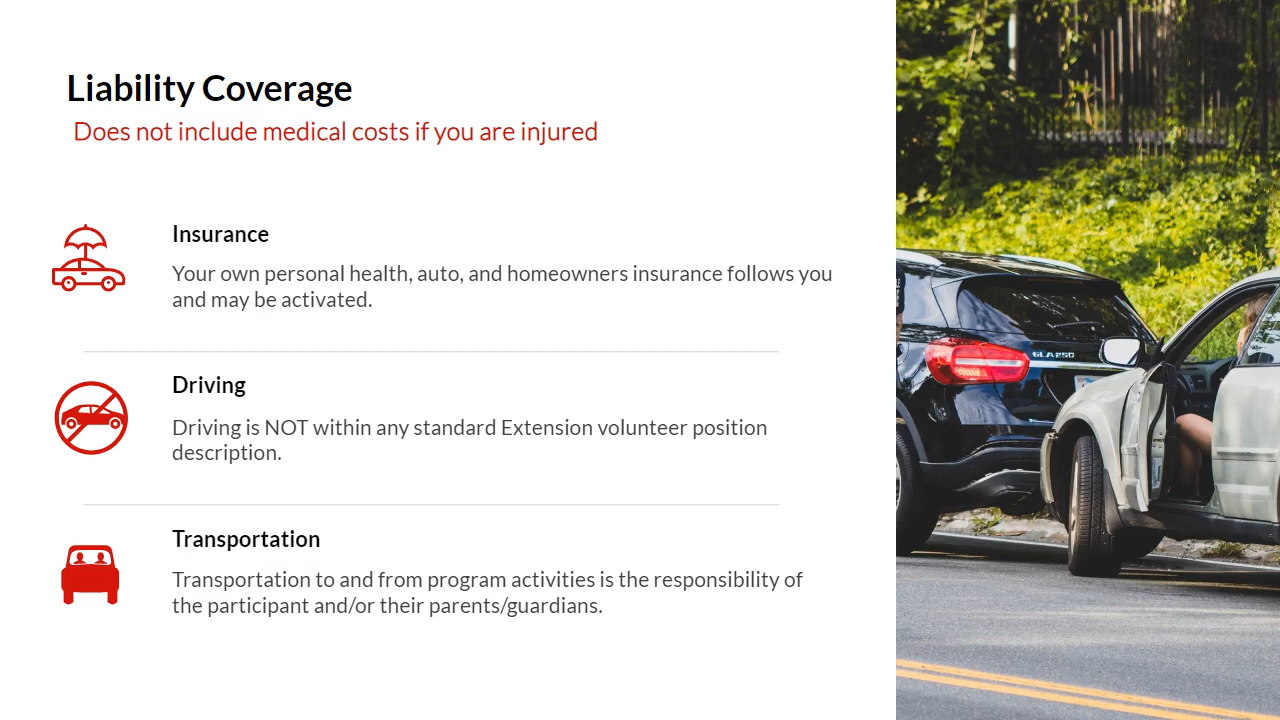 Liability Coverage
Does not include medical costs if you are injured
Insurance
Your own personal health, auto, and homeowners insurance follows you
and may be activated.
Driving
Driving is NOT within any standard Extension volunteer position
description.
Transportation
Transportation to and from program activities is the responsibility of
the participant and/or their parents/guardians.
GLA 250